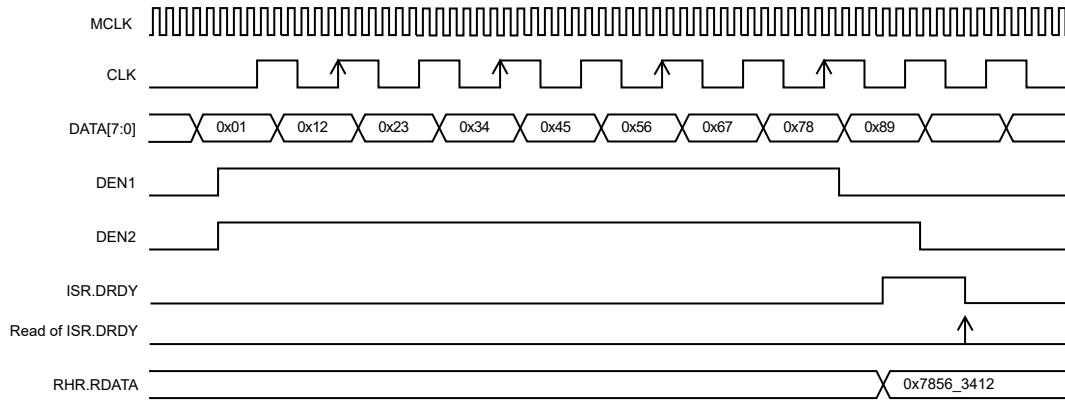 MCLK
CLK
DATA[7:0] 0x01 0x12 0x23 0x34 0x45 0x56 0x67 0x78 0x89
DEN1
DEN2
ISR.DRDY
Read of ISR.DRDY
RHR.RDATA 0x7856_3412